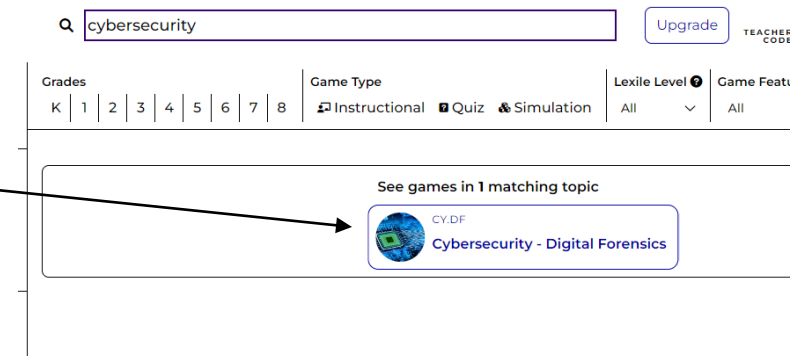 cybersecurity
Upgrade
TEACHER
CODE
Grades
K 1 2 3 4 5 6 7 8
Game Type
Instructional Quiz Simulation
Lexile Level ?
All
Game Featu
All
See games in 1 matching topic
CY.DF
Cybersecurity - Digital Forensics